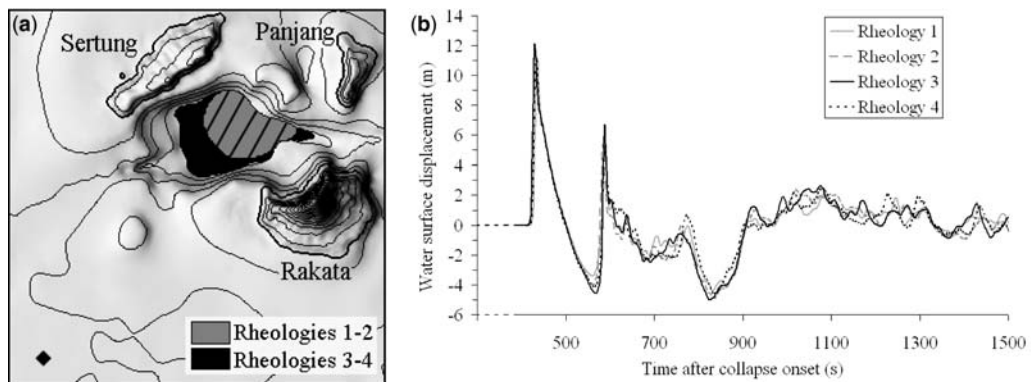 (a)
Sertung
Panjang
Rakata
Rheologies 1-2
Rheologies 3-4
(b)
Water surface displacement (m)
14
12
10
8
6
4
2
0
-2
-4
-6
500
700
900
1100
1300
1500
Time after collapse onset (s)
Rheology 1
Rheology 2
Rheology 3
Rheology 4